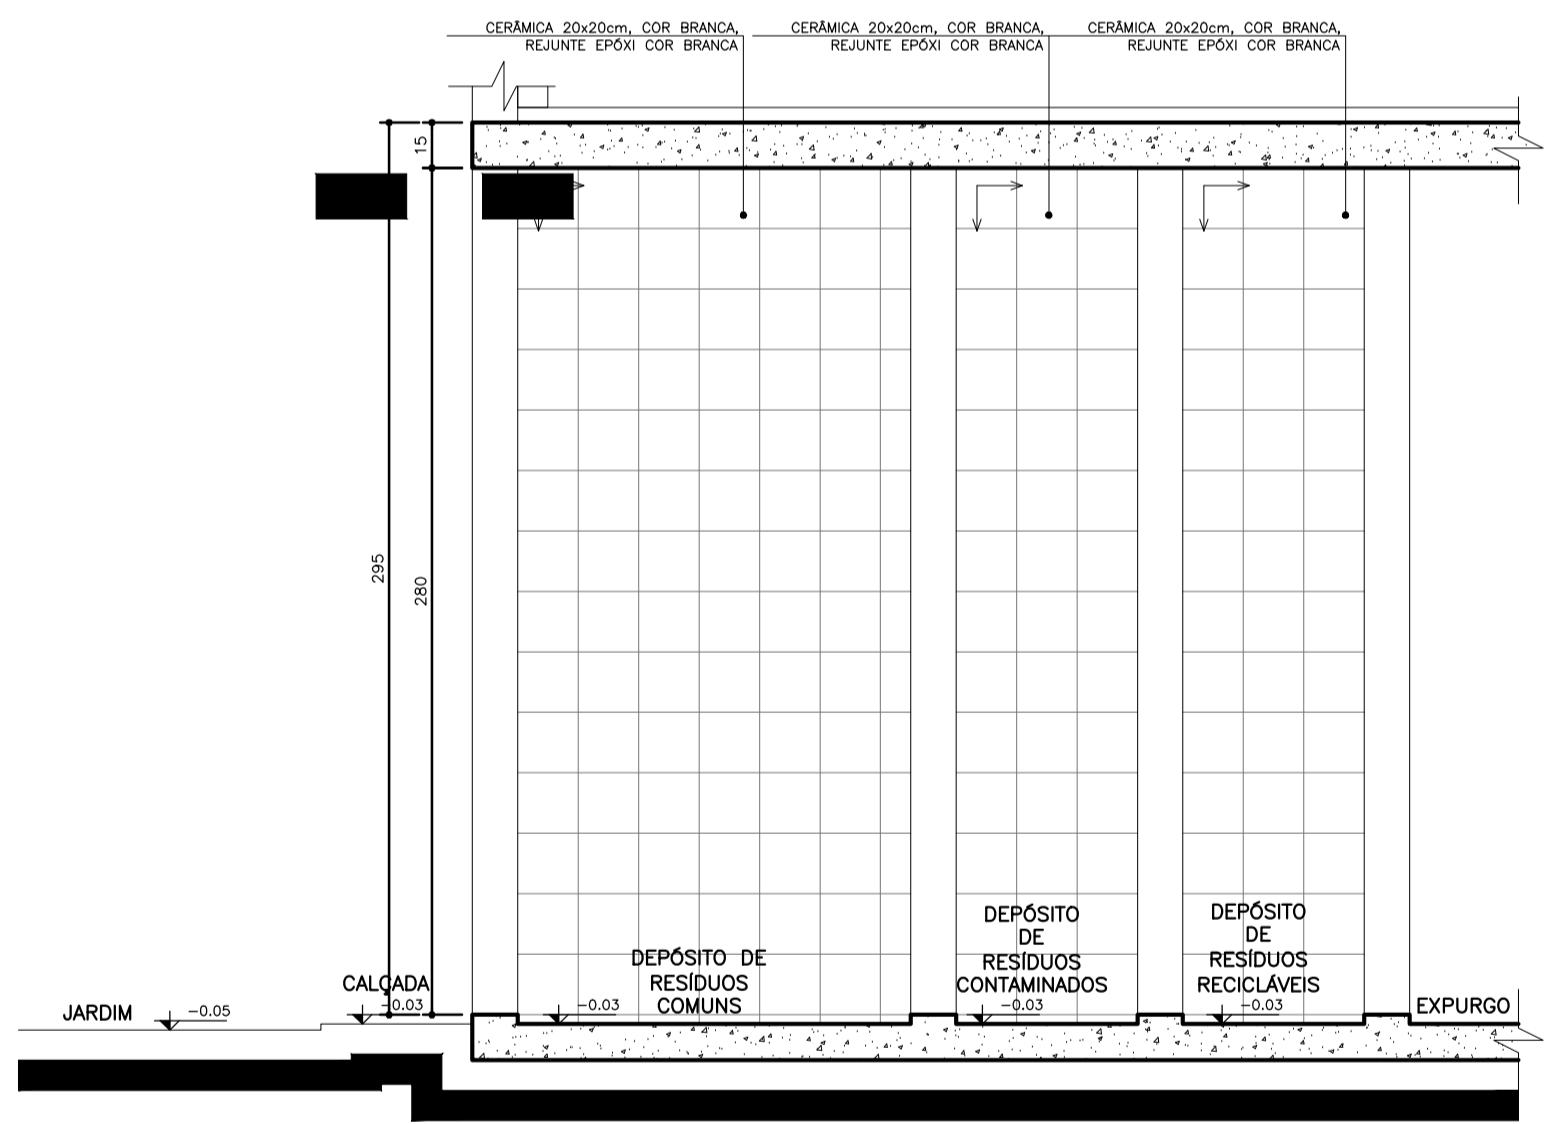 CERÂMICA 20x20cm, COR BRANCA,
REJUNTE EPÓXI COR BRANCA
CERÂMICA 20x20cm, COR BRANCA,
REJUNTE EPÓXI COR BRANCA
CERÂMICA 20x20cm, COR BRANCA,
REJUNTE EPÓXI COR BRANCA
15
295
280
DEPÓSITO DE
RESÍDUOS
COMUNS
DEPÓSITO
DE
RESÍDUOS
CONTAMINADOS
DEPÓSITO
DE
RESÍDUOS
RECICLÁVEIS
JARDIM
-0.05
CALÇADA
-0.03
-0.03
-0.03
-0.03
EXPURGO